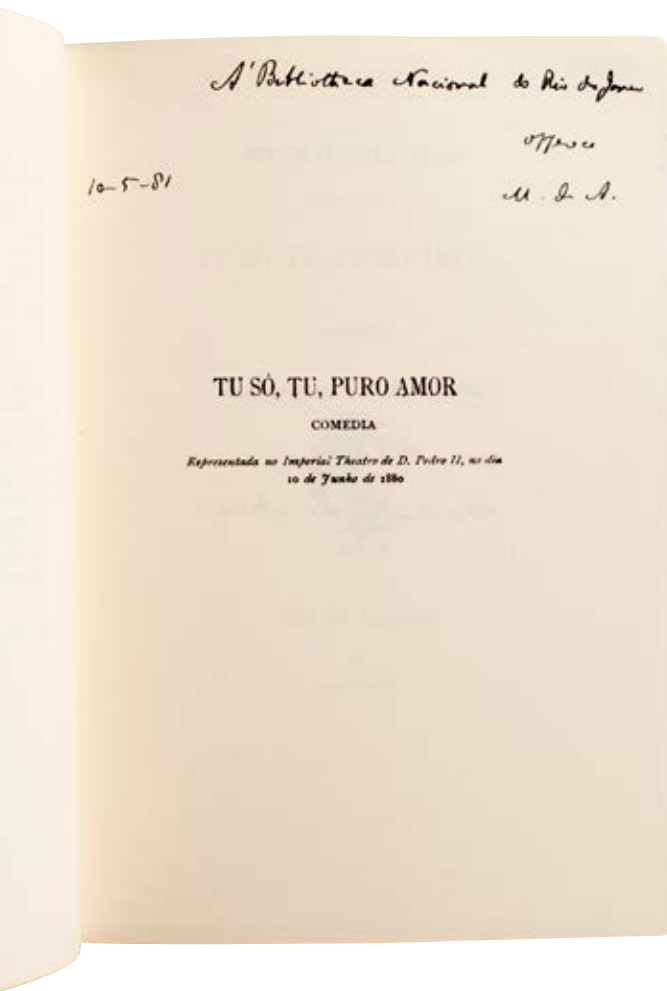 A' Bibliotheca Nacional do Rio de Janeiro
offerece
10-5-81
M. de A.
TU SÓ, TU, PURO AMOR
COMEDIA
Representada no Imperial Theatro de D. Pedro II, no dia
10 de Junho de 1880